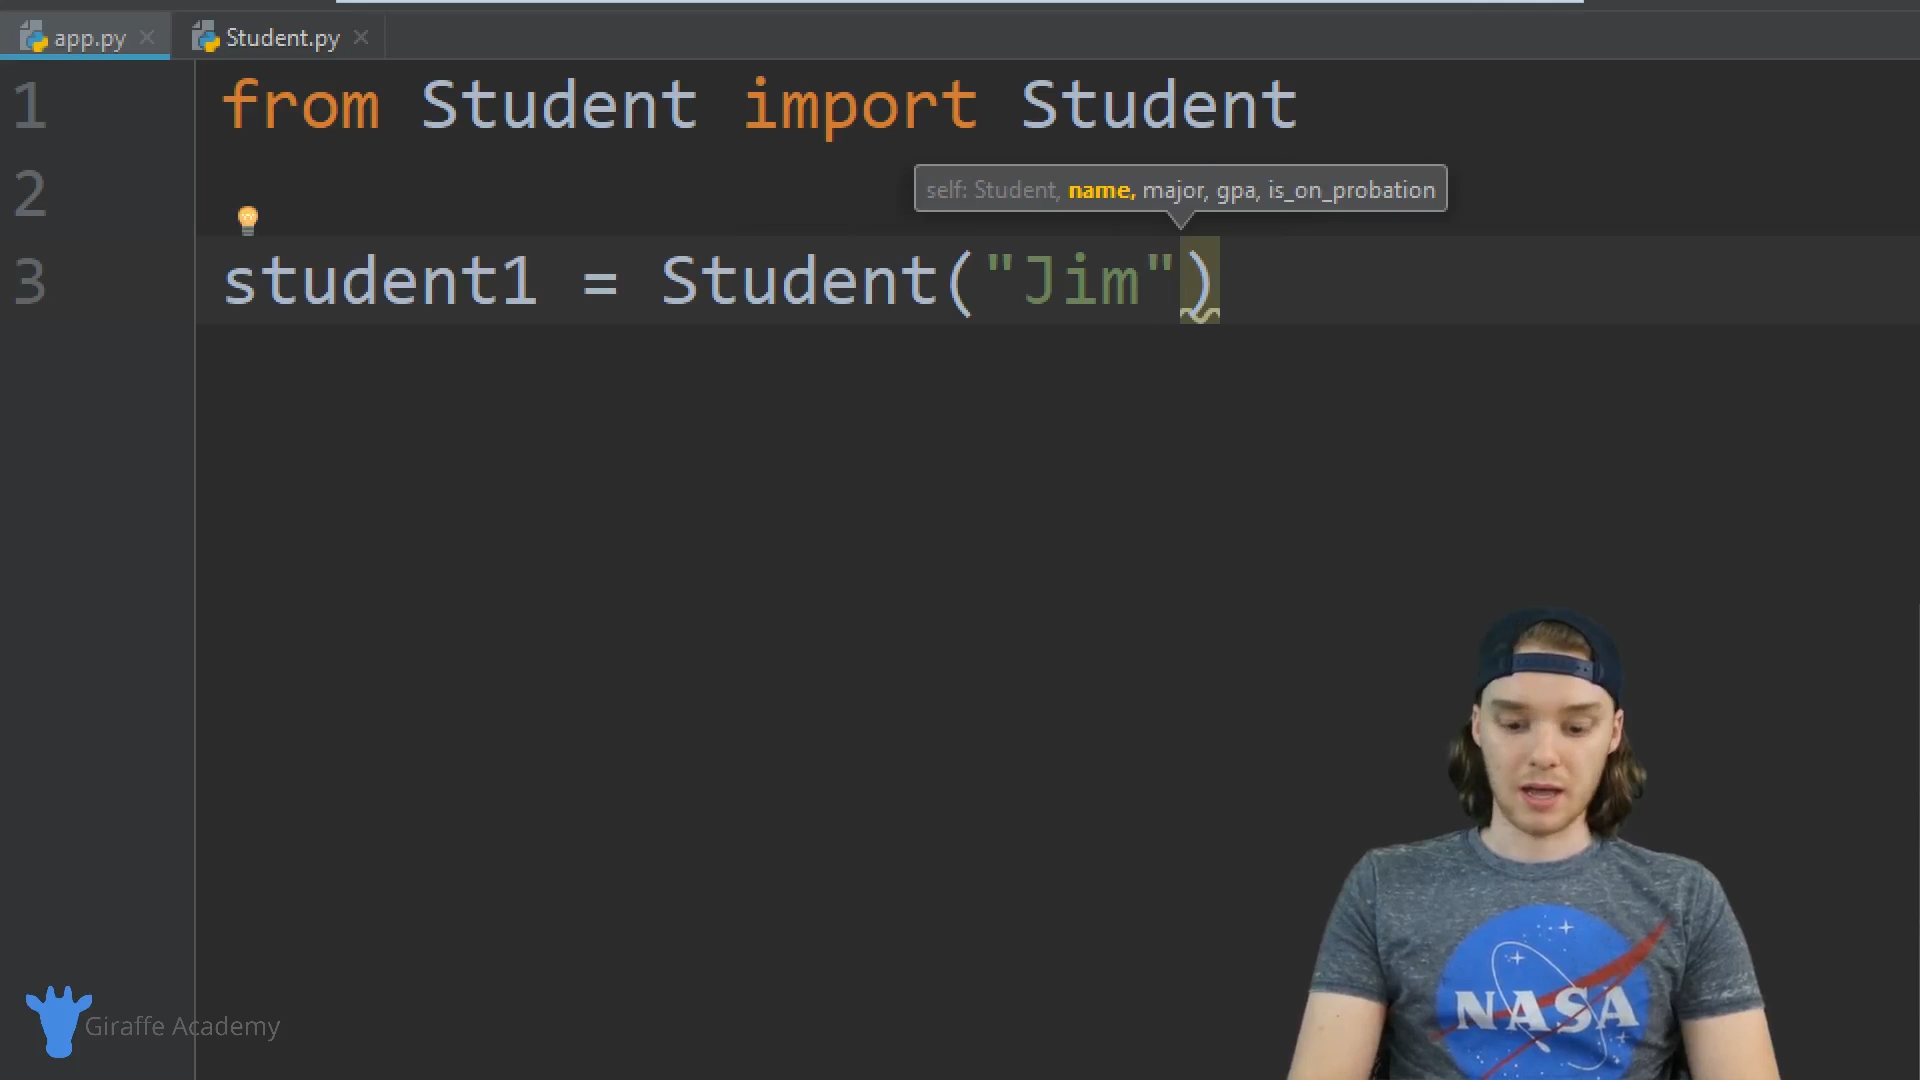 app.py
Student.py
1 from Student import Student
2
self: Student, name, major, gpa, is_on_probation
3 student1 = Student("Jim")
NASA
Giraffe Academy